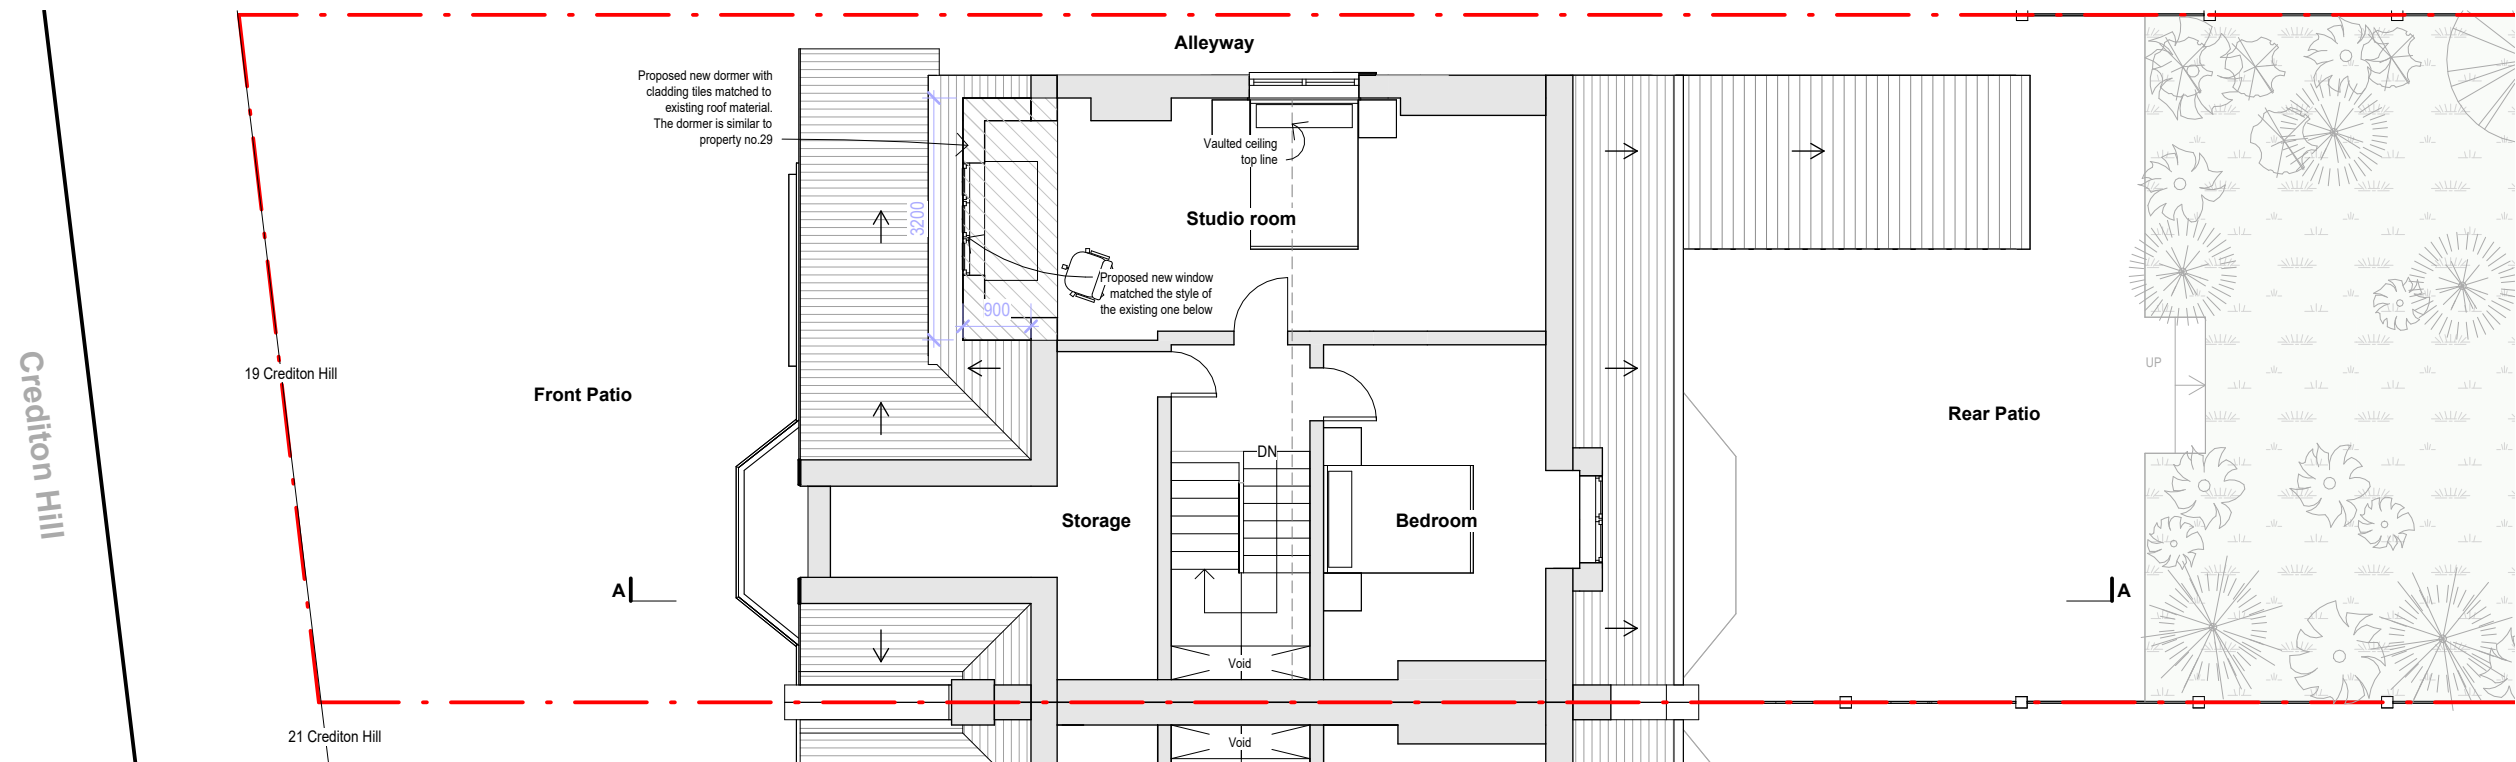 Alleyway
Proposed new dormer with
cladding tiles matched to
existing roof material.
The dormer is similar to
property no.29
Vaulted ceiling
top line
3200
Studio room
Proposed new window
matched the style of
the existing one below
900
Crediton Hill
19 Crediton Hill
Front Patio
UP
Rear Patio
DN
Storage
Bedroom
A
A
Void
21 Crediton Hill
Void